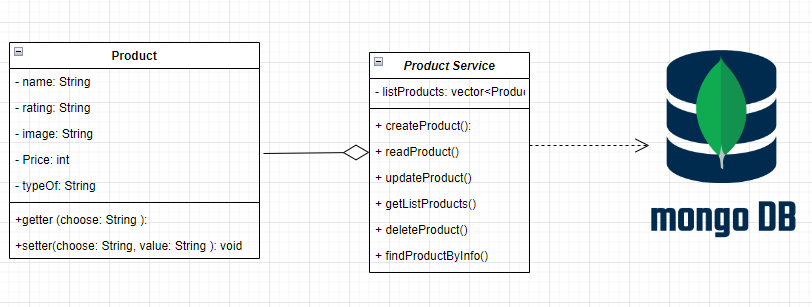 Product
- name: String
- rating: String
- image: String
- Price: int
- typeOf: String
+getter (choose: String ):
+setter(choose: String, value: String ): void
Product Service
- listProducts: vector<Produc
+ createProduct():
+ readProduct()
+ updateProduct()
+ getListProducts()
+ deleteProduct()
+ findProductByInfo()
mongo DB